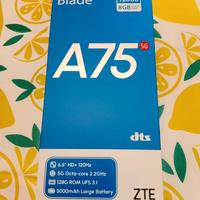 Blade
8GB
A75 5G
dts
6.6" HD+ 120Hz
5G Octa-core 2.2GHz
128G ROM UFS 3.1
5000mAh Large Battery
ZTE